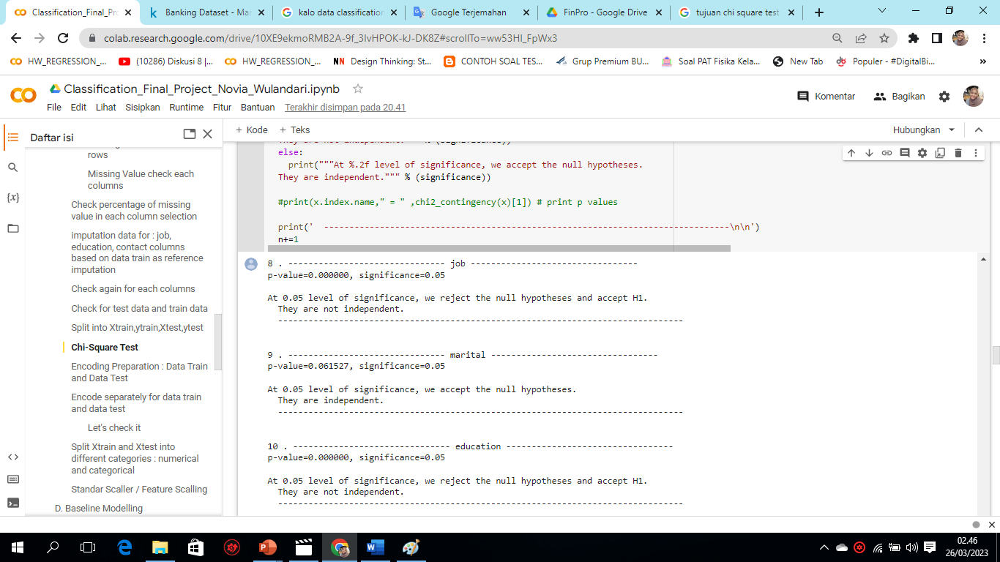 Classification_Final_Pro
Banking Dataset - Mar
kalo data classification
Google Terjemahan
FinPro - Google Drive
tujuan chi square test
colab.research.google.com/drive/10XE9ekmoRMB2A-9f_3IvHPOK-kJ-DK8Z#scrollTo=ww53HI_FpWx3
HW_REGRESSION_...
(10286) Diskusi 8 |...
HW_REGRESSION_...
NN Design Thinking: St...
CONTOH SOAL TES...
Grup Premium BU...
Soal PAT Fisika Kela...
New Tab
Populer - #DigitalBi...
»
Classification_Final_Project_Novia_Wulandari.ipynb
File Edit Lihat Sisipkan Runtime Fitur Bantuan Terakhir disimpan pada 20.41
Komentar
Bagikan
Daftar isi
rows
Missing Value check each
columns
Check percentage of missing
value in each column selection
imputation data for : job,
education, contact columns
based on data train as reference
imputation
Check again for each columns
Check for test data and train data
Split into Xtrain,ytrain,Xtest,ytest
Chi-Square Test
Encoding Preparation : Data Train
and Data Test
Encode separately for data train
and data test
Let's check it
Split Xtrain and Xtest into
different categories : numerical
and categorical
Standar Scaller / Feature Scalling
D. Baseline Modelling
+ Kode + Teks
Hubungkan
They are not independent.""" % (significance))
else:
print("""At %.2f level of significance, we accept the null hypotheses.
They are independent.""" % (significance))
#print(x.index.name," = " ,chi2_contingency(x)[1]) # print p values
print(' --------------------------------------------------------------------------------\n\n')
n+=1
8 . ------------------------------- job ---------------------------------
p-value=0.000000, significance=0.05
At 0.05 level of significance, we reject the null hypotheses and accept H1.
They are not independent.
--------------------------------------------------------------------------------
9 . ------------------------------- marital ---------------------------------
p-value=0.061527, significance=0.05
At 0.05 level of significance, we accept the null hypotheses.
They are independent.
--------------------------------------------------------------------------------
10 . ------------------------------- education ---------------------------------
p-value=0.000000, significance=0.05
At 0.05 level of significance, we reject the null hypotheses and accept H1.
They are not independent.
--------------------------------------------------------------------------------
02.46
26/03/2023